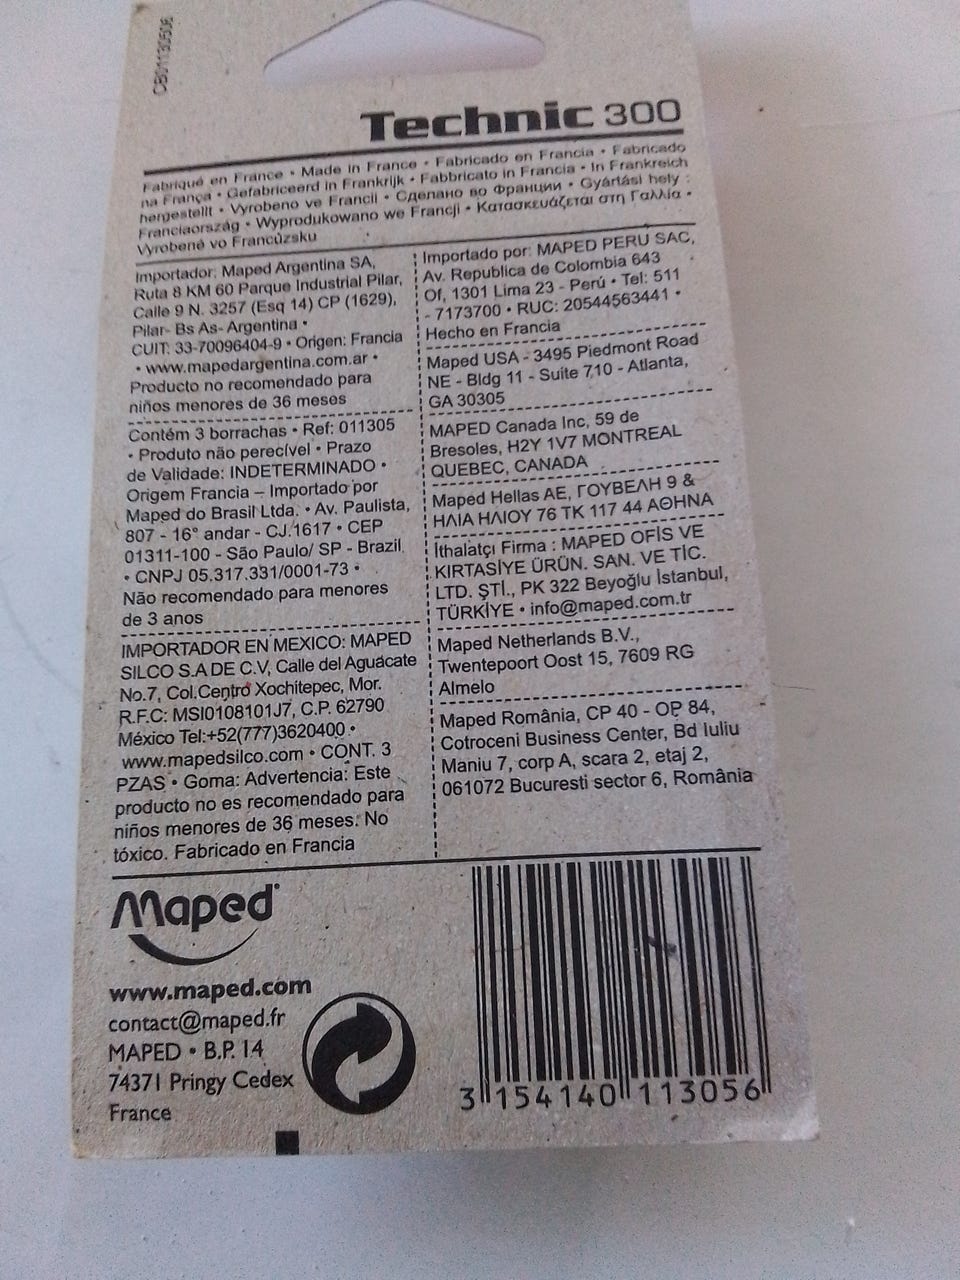 CB01130506
Technic 300
Fabriqué en France • Made in France • Fabricado en Francia • Fabricado
na França • Gefabriceerd in Frankrijk • Fabbricato in Francia • In Frankreich
hergestellt • Vyrobeno ve Francii • Сделано во Франции • Gyártási hely :
Franciaország • Wyprodukowano we Francji • Κατασκευάζεται στη Γαλλία •
Vyrobené vo Francúzsku
Importador: Maped Argentina SA,
Ruta 8 KM 60 Parque Industrial Pilar,
Calle 9 N. 3257 (Esq 14) CP (1629),
Pilar- Bs As- Argentina •
CUIT: 33-70096404-9 • Origen: Francia
• www.mapedargentina.com.ar •
Producto no recomendado para
niños menores de 36 meses
Contém 3 borrachas • Ref: 011305
• Produto não perecível • Prazo
de Validade: INDETERMINADO •
Origem Francia – Importado por
Maped do Brasil Ltda. • Av. Paulista,
807 - 16° andar - CJ.1617 • CEP
01311-100 - São Paulo/ SP - Brazil
• CNPJ 05.317.331/0001-73 •
Não recomendado para menores
de 3 anos
IMPORTADOR EN MEXICO: MAPED
SILCO S.A DE C.V, Calle del Aguacate
No.7, Col.Centro Xochitepec, Mor.
R.F.C: MSI0108101J7, C.P. 62790
México Tel:+52(777)3620400 •
www.mapedsilco.com • CONT. 3
PZAS • Goma: Advertencia: Este
producto no es recomendado para
niños menores de 36 meses. No
tóxico. Fabricado en Francia
Importado por: MAPED PERU SAC,
Av. Republica de Colombia 643
Of, 1301 Lima 23 - Perú • Tel: 511
- 7173700 • RUC: 20544563441 •
Hecho en Francia
Maped USA - 3495 Piedmont Road
NE - Bldg 11 - Suite 710 - Atlanta,
GA 30305
MAPED Canada Inc, 59 de
Bresoles, H2Y 1V7 MONTREAL
QUEBEC, CANADA
Maped Hellas AE, ΓΟΥΒΕΛΗ 9 &
ΗΛΙΑ ΗΛΙΟΥ 76 ΤΚ 117 44 ΑΘΗΝΑ
İthalatçı Firma : MAPED OFİS VE
KIRTASİYE ÜRÜN. SAN. VE TİC.
LTD. ŞTİ., PK 322 Beyoğlu İstanbul,
TÜRKİYE • info@maped.com.tr
Maped Netherlands B.V.,
Twentepoort Oost 15, 7609 RG
Almelo
Maped România, CP 40 - OP 84,
Cotroceni Business Center, Bd Iuliu
Maniu 7, corp A, scara 2, etaj 2,
061072 Bucuresti sector 6, România
Maped®
www.maped.com
contact@maped.fr
MAPED • B.P. 14
74371 Pringy Cedex
France
3 154140 113056